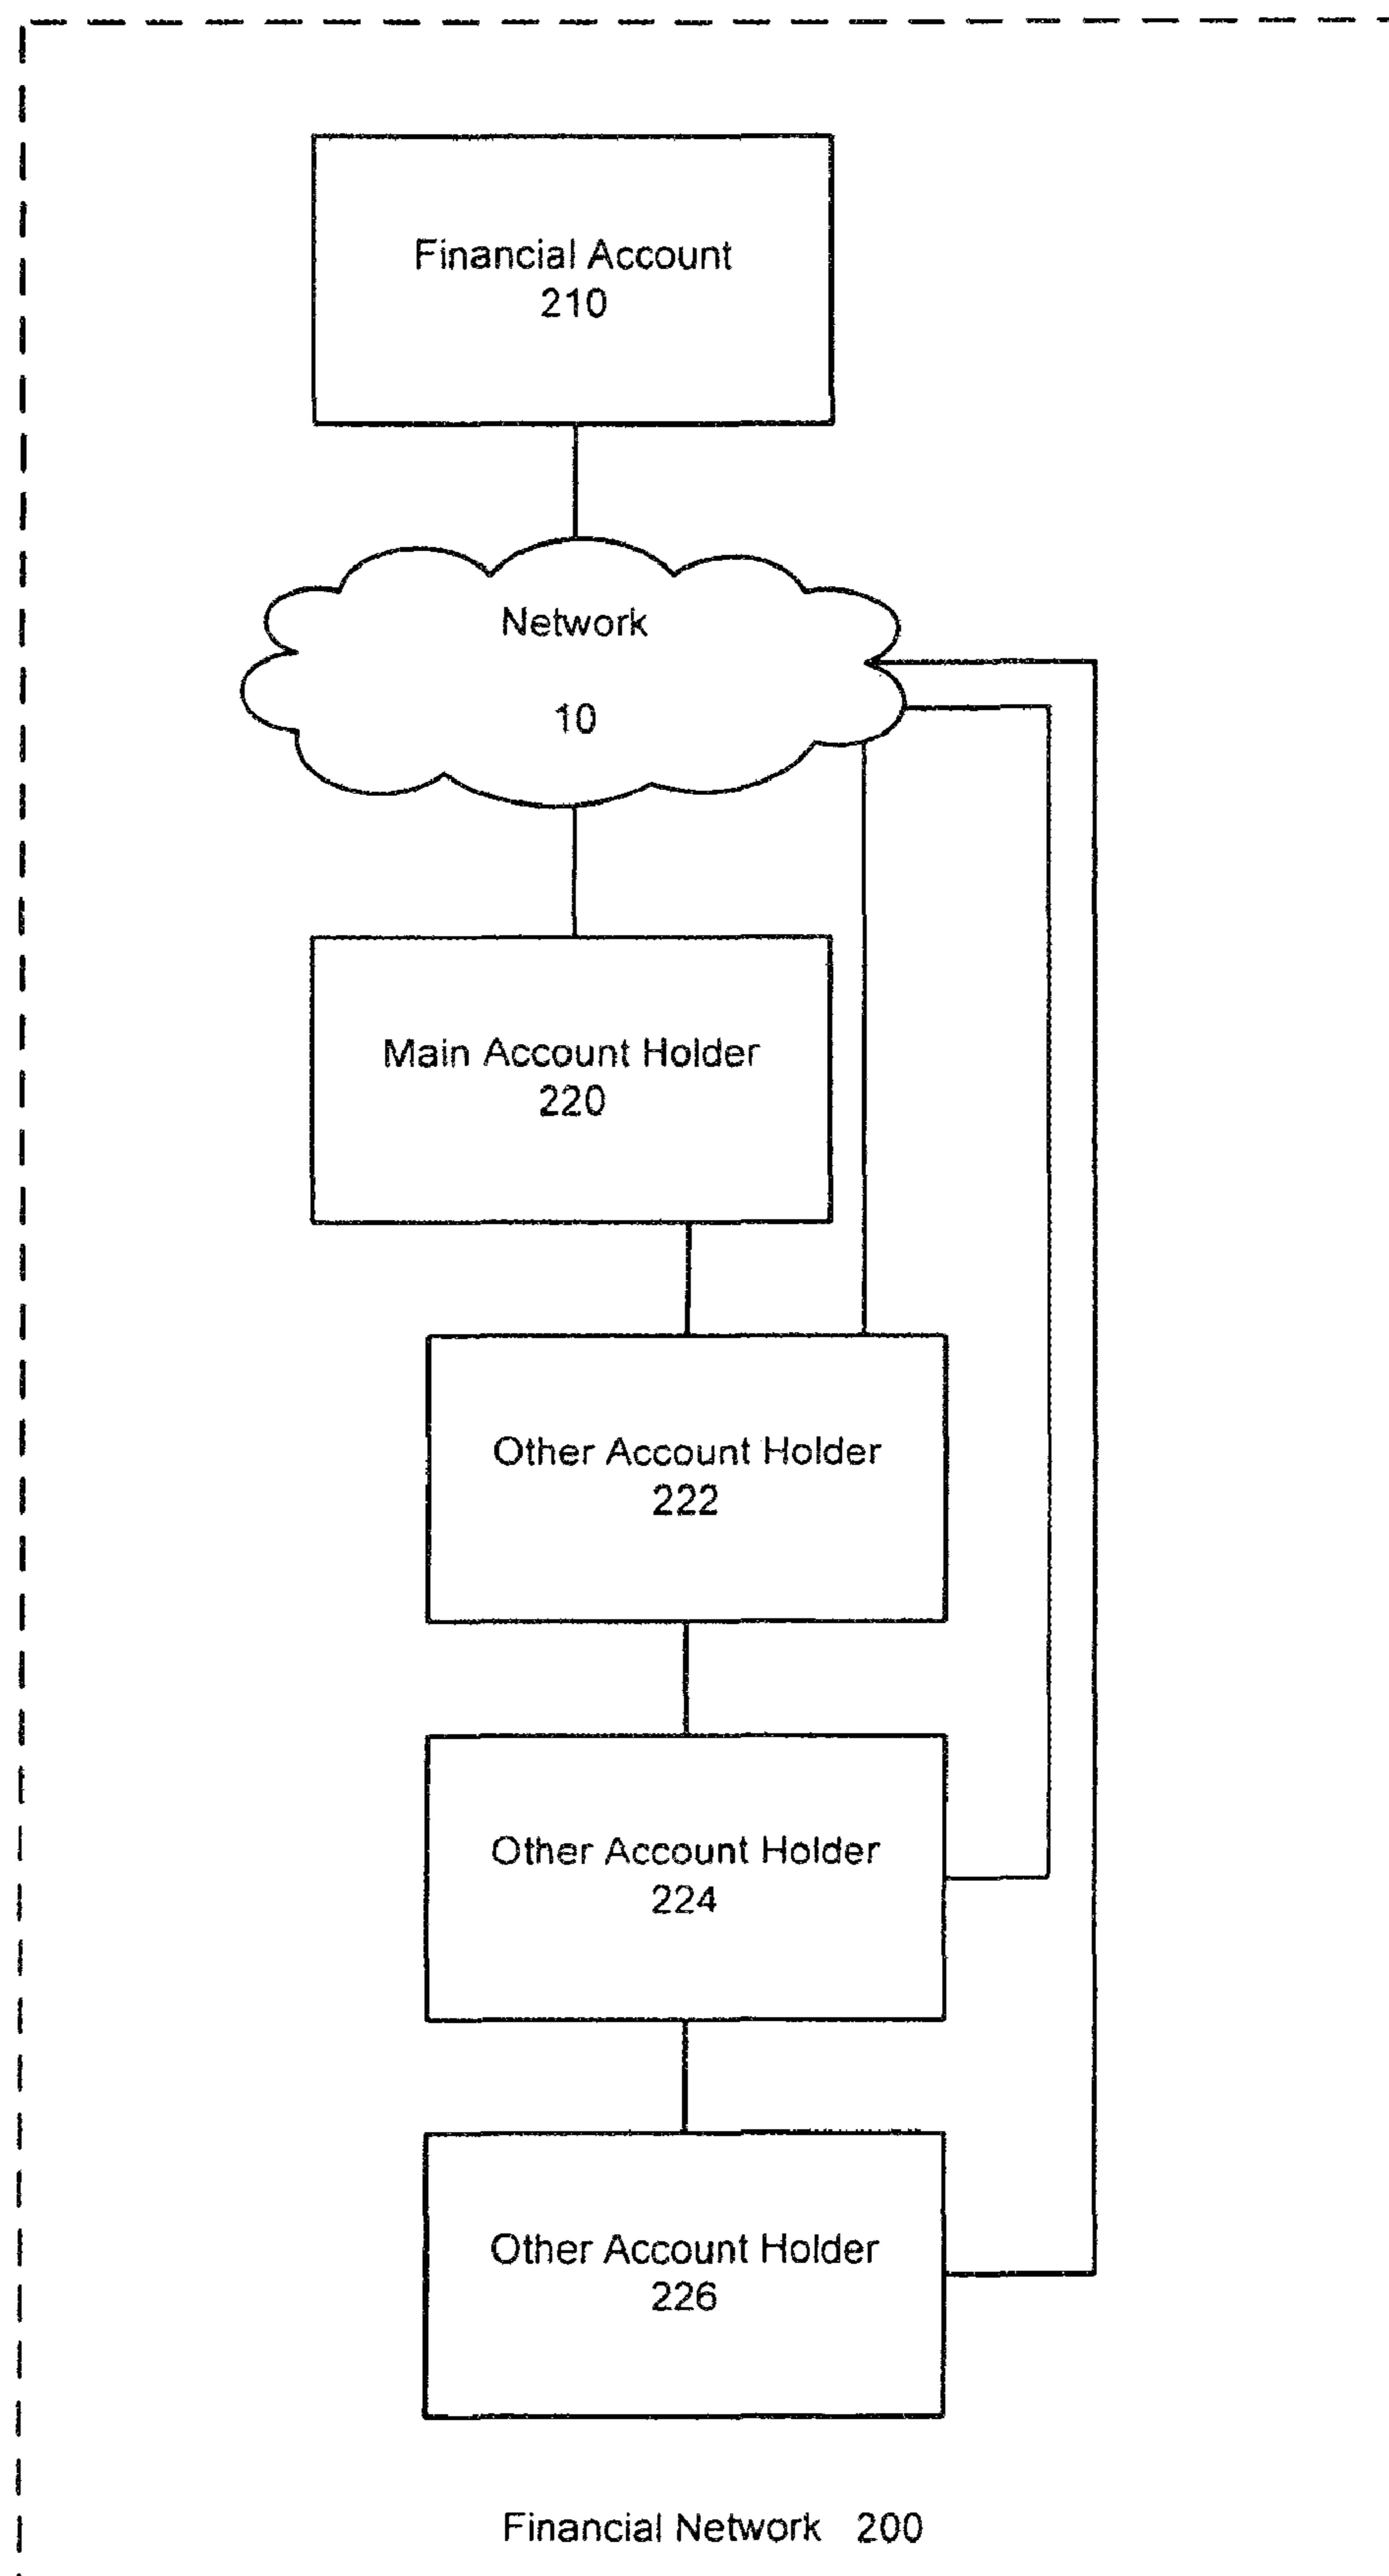 Financial Account
210
Network
10
Main Account Holder
220
Other Account Holder
222
Other Account Holder
224
Other Account Holder
226
Financial Network 200